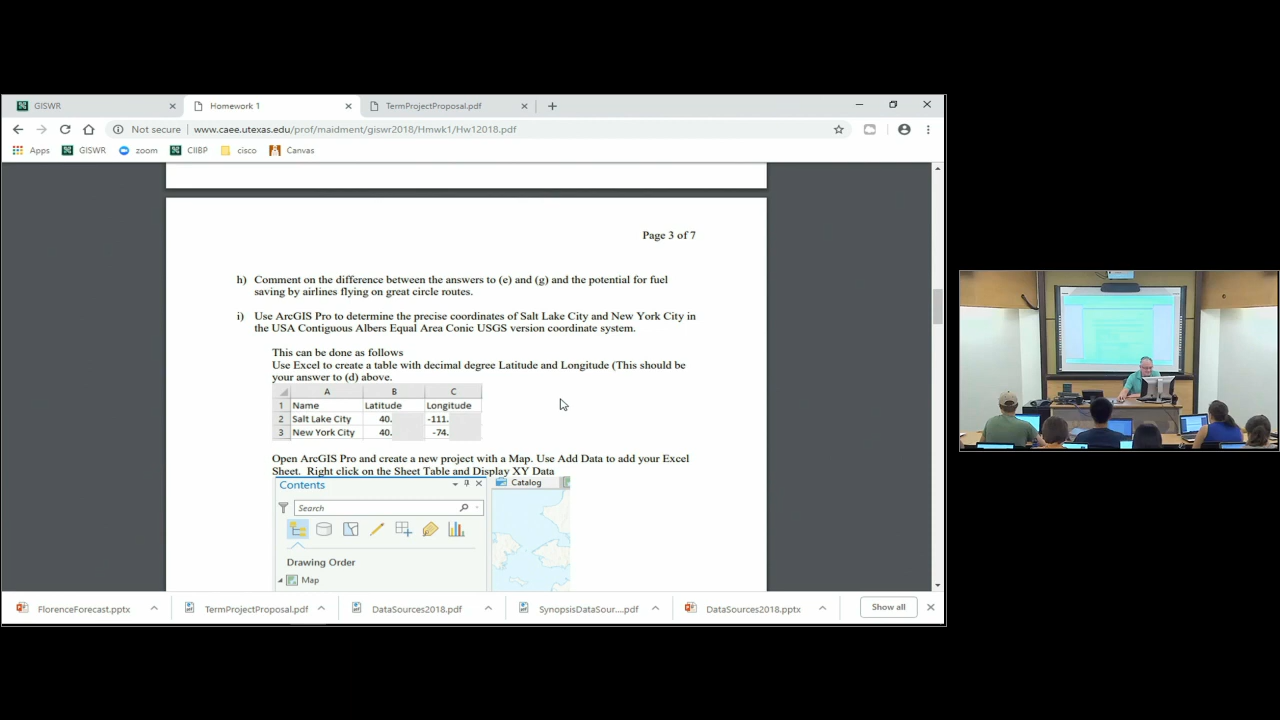 GISWR
Homework 1
TermProjectProposal.pdf
Not secure
www.caee.utexas.edu/prof/maidment/giswr2018/Hmwk1/Hw12018.pdf
Apps
GISWR
zoom
CIIBP
cisco
Canvas
Page 3 of 7
h) Comment on the difference between the answers to (e) and (g) and the potential for fuel
saving by airlines flying on great circle routes.
i) Use ArcGIS Pro to determine the precise coordinates of Salt Lake City and New York City in
the USA Contiguous Albers Equal Area Conic USGS version coordinate system.
This can be done as follows
Use Excel to create a table with decimal degree Latitude and Longitude (This should be
your answer to (d) above.
A B C
1 Name Latitude Longitude
2 Salt Lake City 40. -111.
3 New York City 40. -74.
Open ArcGIS Pro and create a new project with a Map. Use Add Data to add your Excel
Sheet. Right click on the Sheet Table and Display XY Data
Contents
Catalog
Search
Drawing Order
Map
FlorenceForecast.pptx
TermProjectProposal.pdf
DataSources2018.pdf
SynopsisDataSour....pdf
DataSources2018.pptx
Show all